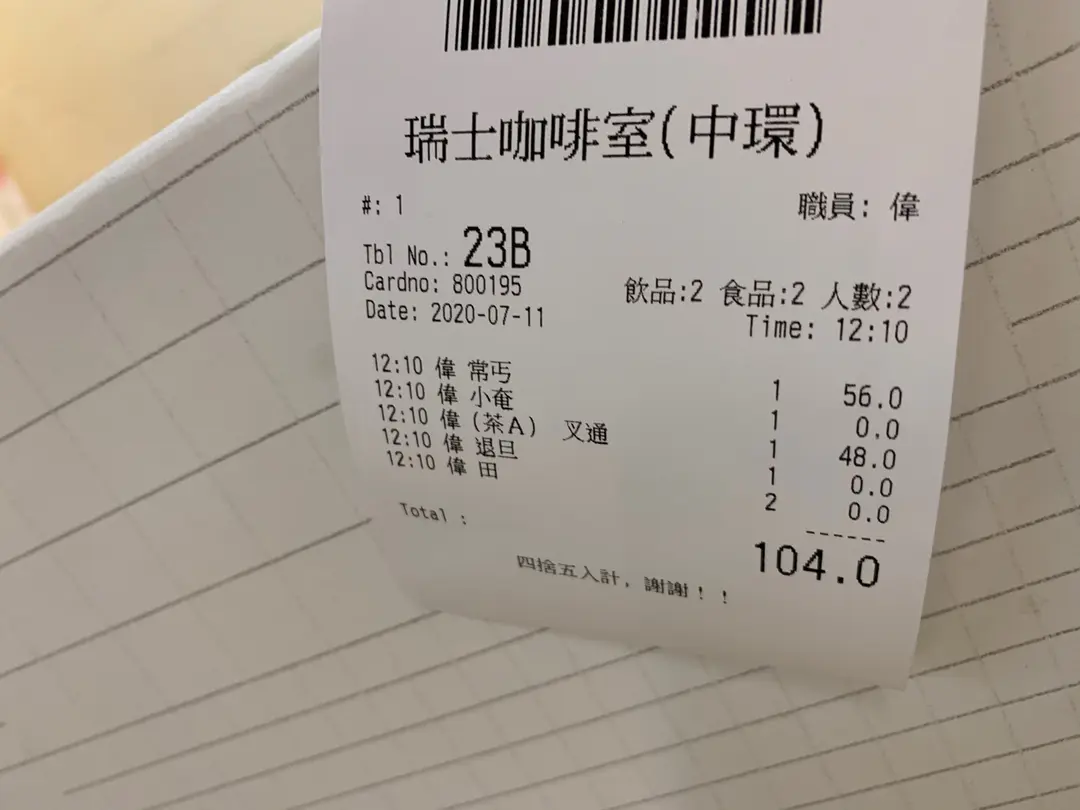 瑞士咖啡室(中環)
#: 1 職員: 偉
Tbl No.: 23B
Cardno: 800195 飲品:2 食品:2 人數:2
Date: 2020-07-11 Time: 12:10
12:10 偉 常丐 1 56.0
12:10 偉 小奄 1 0.0
12:10 偉 (茶A) 叉通 1 48.0
12:10 偉 退旦 1 0.0
12:10 偉 田 2 0.0
------
Total : 104.0
四捨五入計, 謝謝!!